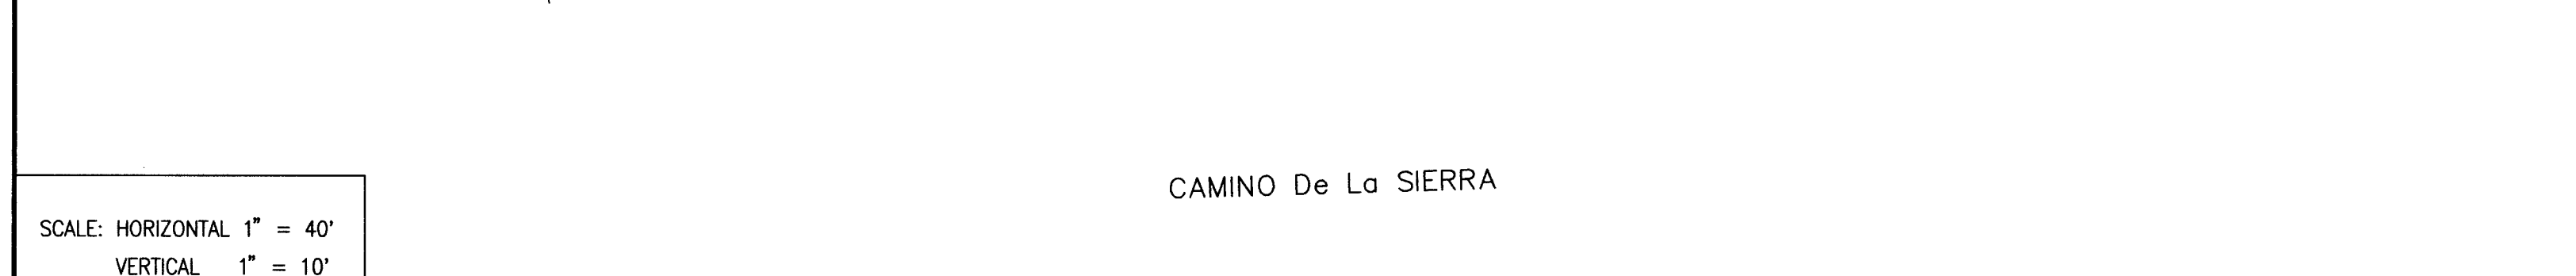 CAMINO De La SIERRA
SCALE: HORIZONTAL 1" = 40'
VERTICAL 1" = 10'